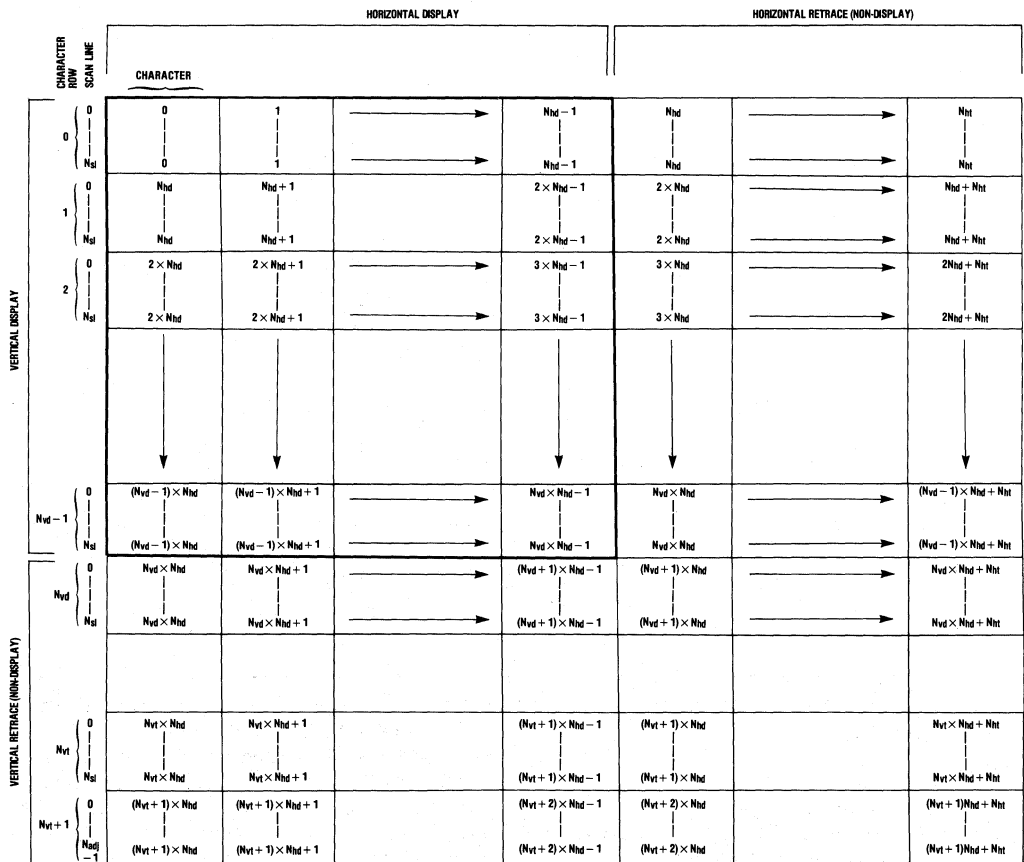 HORIZONTAL DISPLAY HORIZONTAL RETRACE (NON-DISPLAY)
CHARACTER ROW SCAN LINE CHARACTER
VERTICAL DISPLAY
0 0 0 1 Nhd − 1 Nhd Nht
Nsl 0 1 Nhd − 1 Nhd Nht
1 0 Nhd Nhd + 1 2 × Nhd − 1 2 × Nhd Nhd + Nht
Nsl Nhd Nhd + 1 2 × Nhd − 1 2 × Nhd Nhd + Nht
2 0 2 × Nhd 2 × Nhd + 1 3 × Nhd − 1 3 × Nhd 2Nhd + Nht
Nsl 2 × Nhd 2 × Nhd + 1 3 × Nhd − 1 3 × Nhd 2Nhd + Nht
Nvd − 1 0 (Nvd − 1) × Nhd (Nvd − 1) × Nhd + 1 Nvd × Nhd − 1 Nvd × Nhd (Nvd − 1) × Nhd + Nht
Nsl (Nvd − 1) × Nhd (Nvd − 1) × Nhd + 1 Nvd × Nhd − 1 Nvd × Nhd (Nvd − 1) × Nhd + Nht
VERTICAL RETRACE (NON-DISPLAY)
Nvd 0 Nvd × Nhd Nvd × Nhd + 1 (Nvd + 1) × Nhd − 1 (Nvd + 1) × Nhd Nvd × Nhd + Nht
Nsl Nvd × Nhd Nvd × Nhd + 1 (Nvd + 1) × Nhd − 1 (Nvd + 1) × Nhd Nvd × Nhd + Nht
Nvt 0 Nvt × Nhd Nvt × Nhd + 1 (Nvt + 1) × Nhd − 1 (Nvt + 1) × Nhd Nvt × Nhd + Nht
Nsl Nvt × Nhd Nvt × Nhd + 1 (Nvt + 1) × Nhd − 1 (Nvt + 1) × Nhd Nvt × Nhd + Nht
Nvt + 1 0 (Nvt + 1) × Nhd (Nvt + 1) × Nhd + 1 (Nvt + 2) × Nhd − 1 (Nvt + 2) × Nhd (Nvt + 1)Nhd + Nht
Nadj − 1 (Nvt + 1) × Nhd (Nvt + 1) × Nhd + 1 (Nvt + 2) × Nhd − 1 (Nvt + 2) × Nhd (Nvt + 1)Nhd + Nht